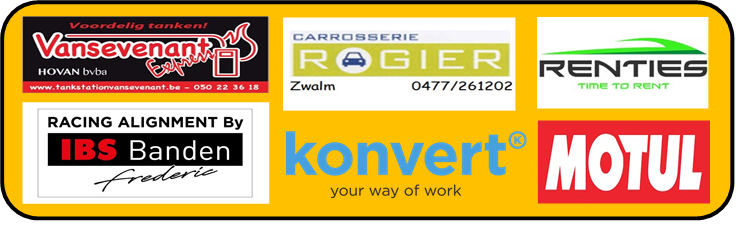 Voordelig tanken!
Vansevenant
Express
HOVAN bvba
www.tankstationvansevenant.be - 050 22 36 18
CARROSSERIE
ROGIER
Zwalm 0477/261202
RENTIES
TIME TO RENT
RACING ALIGNMENT By
IBS Banden
Frederic
konvert®
your way of work
MOTUL